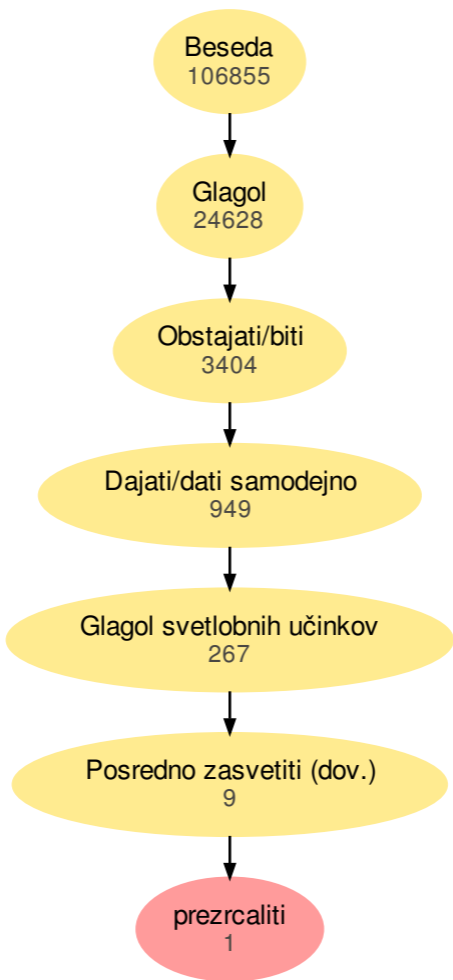 Beseda
106855
Glagol
24628
Obstajati/biti
3404
Dajati/dati samodejno
949
Glagol svetlobnih učinkov
267
Posredno zasvetiti (dov.)
9
prezrcaliti
1